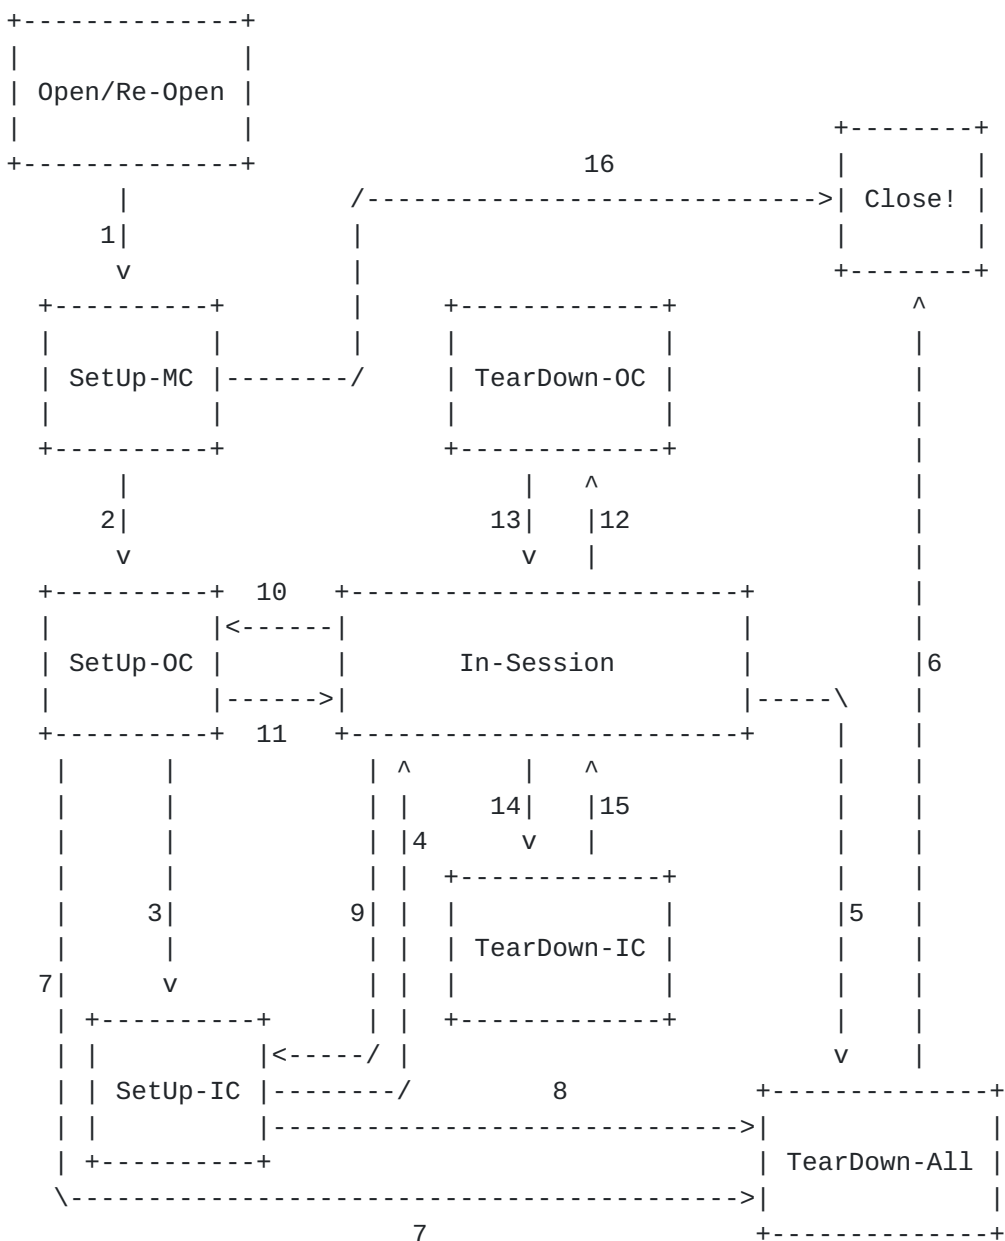 Open/Re-Open
16
Close!
1
SetUp-MC
TearDown-OC
2
13
12
10
SetUp-OC
In-Session
6
11
14
15
4
3
9
5
TearDown-IC
7
SetUp-IC
8
TearDown-All
7